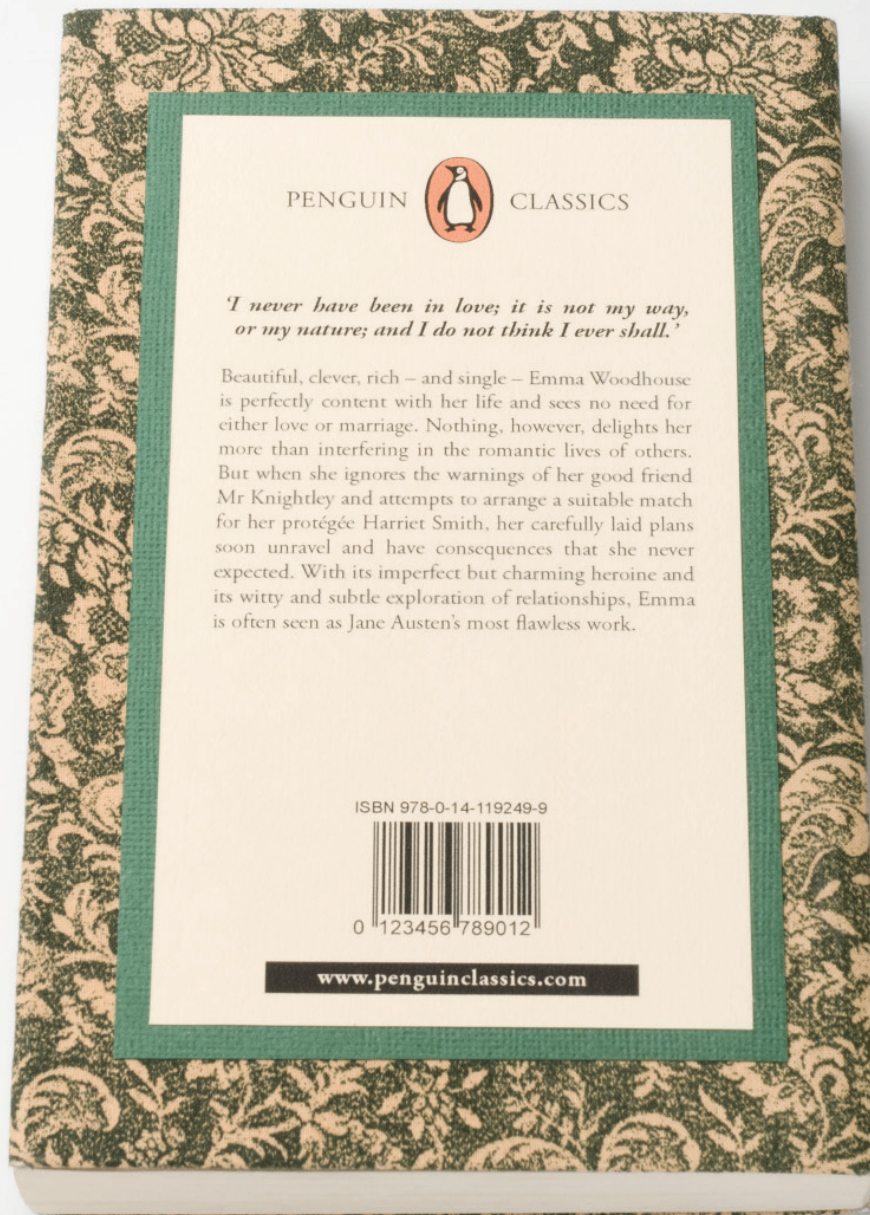 PENGUIN CLASSICS
‘I never have been in love; it is not my way,
or my nature; and I do not think I ever shall.’
Beautiful, clever, rich – and single – Emma Woodhouse
is perfectly content with her life and sees no need for
either love or marriage. Nothing, however, delights her
more than interfering in the romantic lives of others.
But when she ignores the warnings of her good friend
Mr Knightley and attempts to arrange a suitable match
for her protégée Harriet Smith, her carefully laid plans
soon unravel and have consequences that she never
expected. With its imperfect but charming heroine and
its witty and subtle exploration of relationships, Emma
is often seen as Jane Austen’s most flawless work.
ISBN 978-0-14-119249-9
0 123456 789012
www.penguinclassics.com